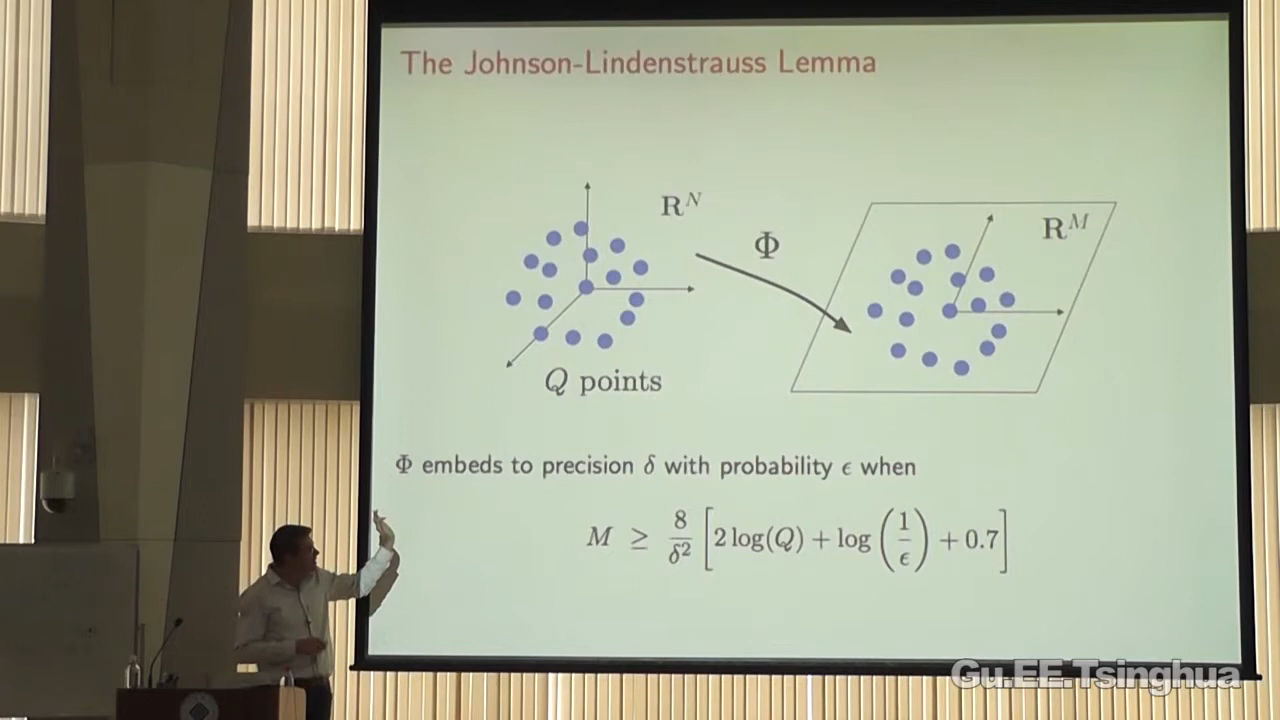 The Johnson-Lindenstrauss Lemma
R^N
Φ
R^M
Q points
Φ embeds to precision δ with probability ϵ when
M ≥ 8/δ² [2 log(Q) + log(1/ϵ) + 0.7]
Gu.EE.Tsinghua